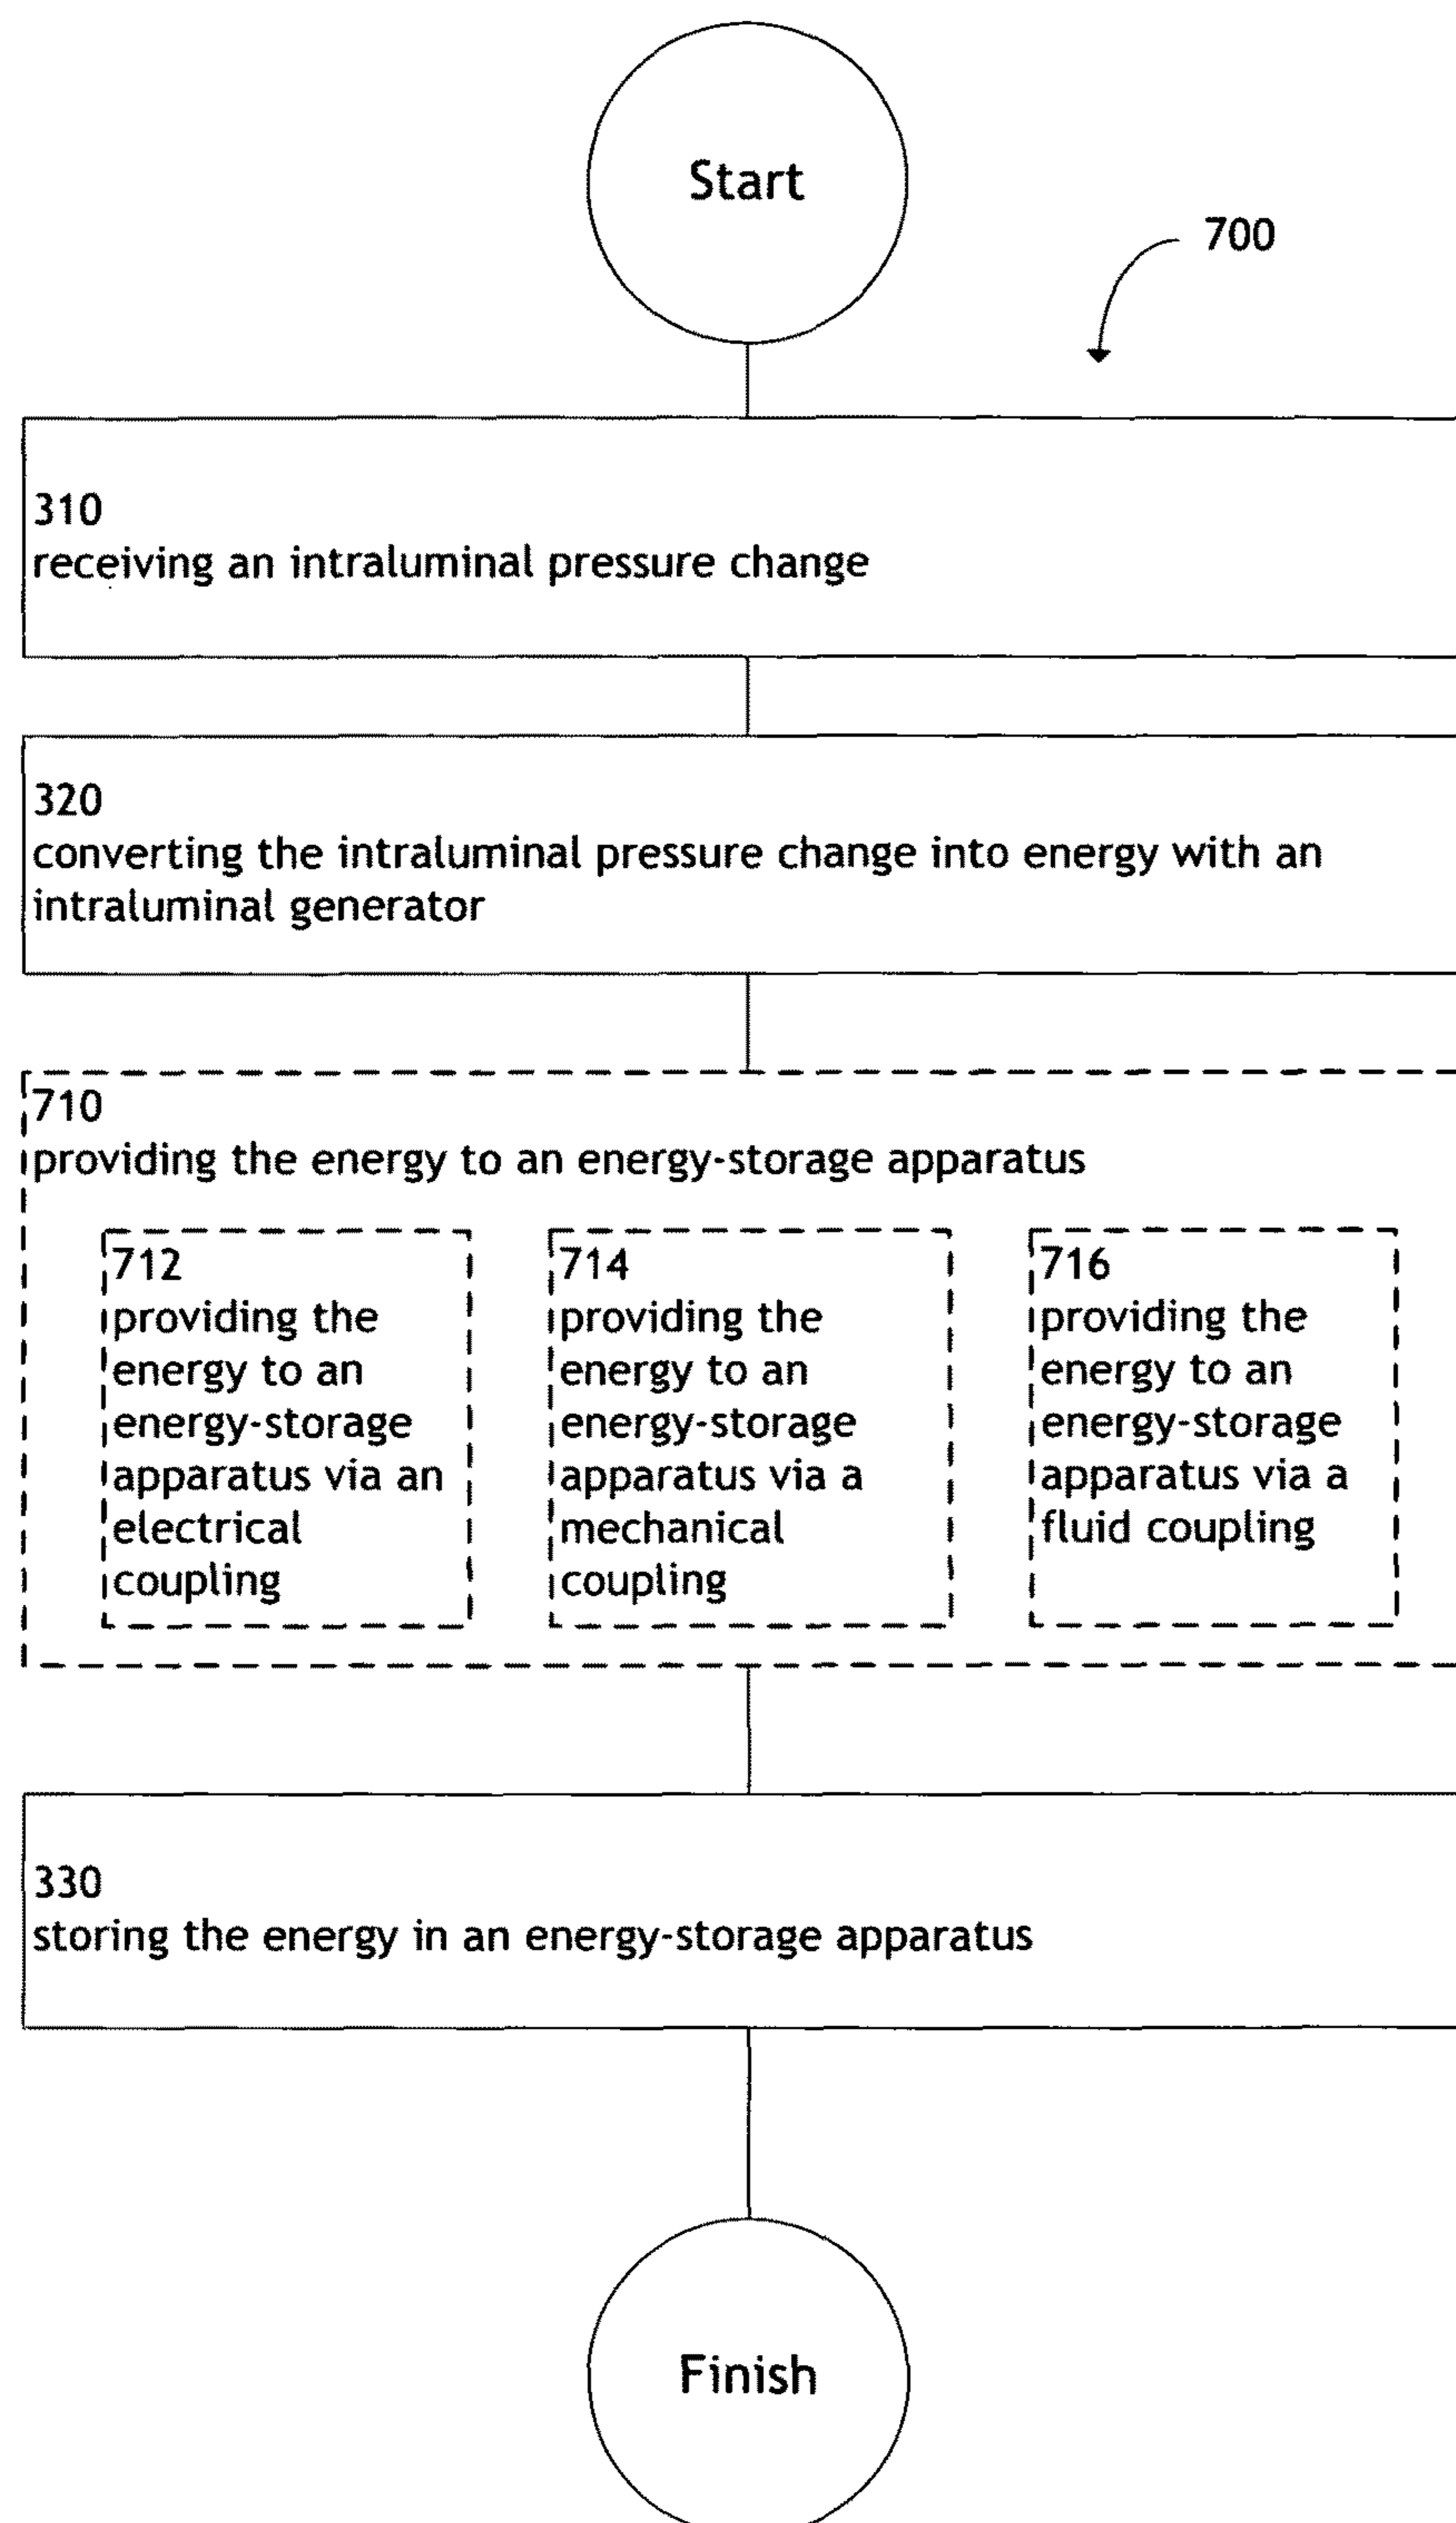 Start
700
310
receiving an intraluminal pressure change
320
converting the intraluminal pressure change into energy with an
intraluminal generator
710
providing the energy to an energy-storage apparatus
712
providing the
energy to an
energy-storage
apparatus via an
electrical
coupling
714
providing the
energy to an
energy-storage
apparatus via a
mechanical
coupling
716
providing the
energy to an
energy-storage
apparatus via a
fluid coupling
330
storing the energy in an energy-storage apparatus
Finish